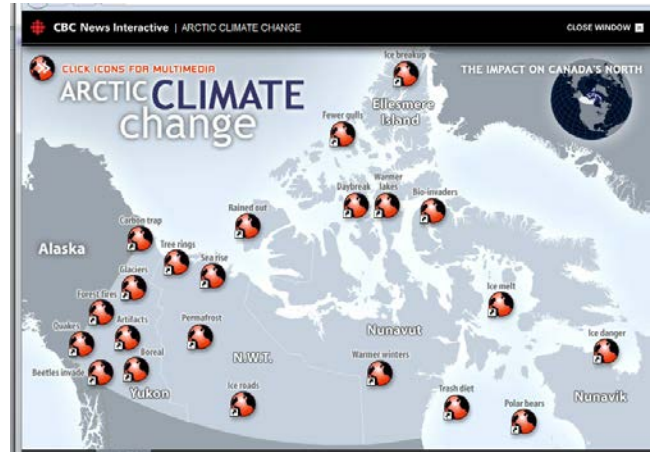 CBC News Interactive | ARCTIC CLIMATE CHANGE
CLOSE WINDOW
CLICK ICONS FOR MULTIMEDIA
ARCTIC CLIMATE
change
THE IMPACT ON CANADA'S NORTH
Ice breakup
Ellesmere
Island
Fewer gulls
Daybreak
Warmer
lakes
Bio-invaders
Rained out
Carbon trap
Tree rings
Sea rise
Alaska
Glaciers
Forest fires
Ice melt
Quakes
Artifacts
Permafrost
Nunavut
Ice danger
Boreal
N.W.T.
Beetles invade
Warmer winters
Yukon
Ice roads
Trash diet
Polar bears
Nunavik